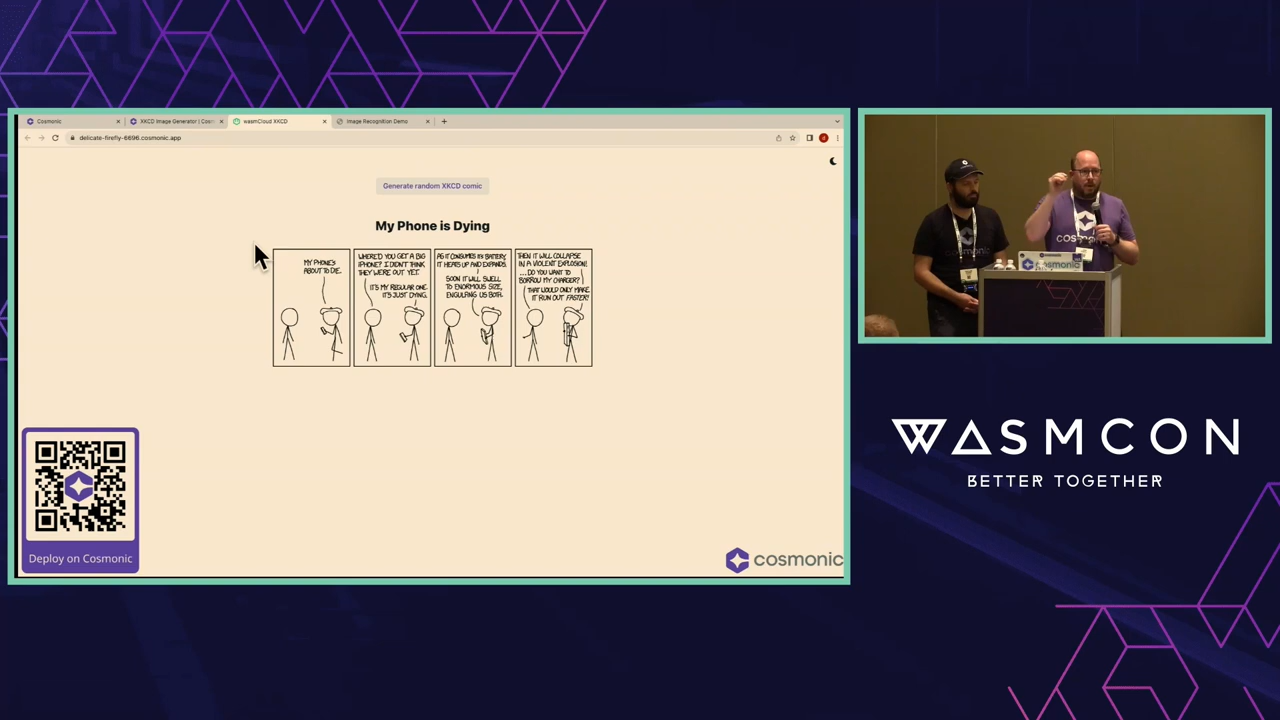 Cosmonic
XKCD Image Generator | Cosm
wasmCloud XKCD
Image Recognition Demo
delicate-firefly-6696.cosmonic.app
Generate random XKCD comic
My Phone is Dying
MY PHONE'S
ABOUT TO DIE.
WHERE'D YOU GET A BIG
IPHONE? I DIDN'T THINK
THEY WERE OUT YET.
IT'S MY REGULAR ONE.
IT'S JUST DYING.
AS IT CONSUMES ITS BATTERY,
IT HEATS UP AND EXPANDS.
SOON IT WILL SWELL
TO ENORMOUS SIZE,
ENGULFING US BOTH.
THEN IT WILL COLLAPSE
IN A VIOLENT EXPLOSION!
...DO YOU WANT TO
BORROW MY CHARGER?
THAT WOULD ONLY MAKE
IT RUN OUT FASTER!
Deploy on Cosmonic
cosmonic
cosmonic
WASMCON
BETTER TOGETHER